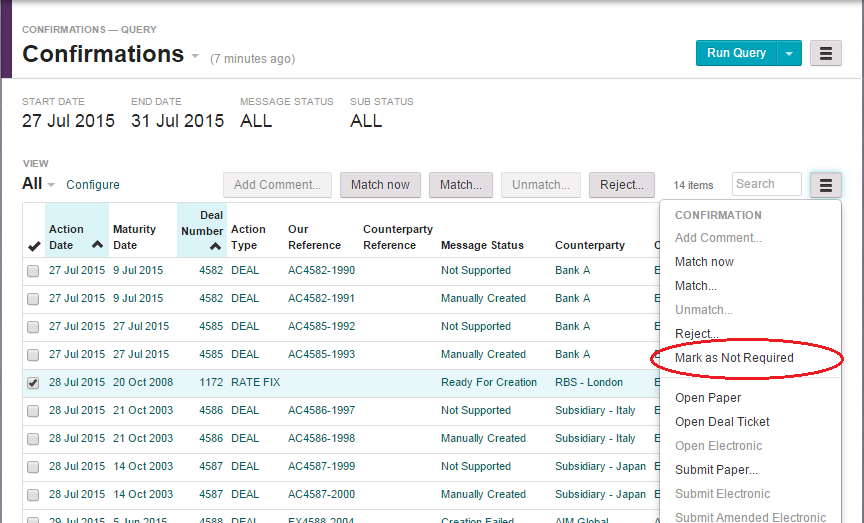 CONFIRMATIONS — QUERY
Confirmations (7 minutes ago)
Run Query
START DATE END DATE MESSAGE STATUS SUB STATUS
27 Jul 2015 31 Jul 2015 ALL ALL
VIEW
All Configure
Add Comment... Match now Match... Unmatch... Reject... 14 items Search
Action Date Maturity Date Deal Number Action Type Our Reference Counterparty Reference Message Status Counterparty
27 Jul 2015 9 Jul 2015 4582 DEAL AC4582-1990 Not Supported Bank A
27 Jul 2015 9 Jul 2015 4582 DEAL AC4582-1991 Manually Created Bank A
27 Jul 2015 27 Jul 2015 4585 DEAL AC4585-1992 Not Supported Bank A
27 Jul 2015 27 Jul 2015 4585 DEAL AC4585-1993 Manually Created Bank A
28 Jul 2015 20 Oct 2008 1172 RATE FIX Ready For Creation RBS - London
28 Jul 2015 21 Oct 2003 4586 DEAL AC4586-1997 Not Supported Subsidiary - Italy
28 Jul 2015 21 Oct 2003 4586 DEAL AC4586-1998 Manually Created Subsidiary - Italy
28 Jul 2015 14 Oct 2003 4587 DEAL AC4587-1999 Not Supported Subsidiary - Japan
28 Jul 2015 14 Oct 2003 4587 DEAL AC4587-2000 Manually Created Subsidiary - Japan
29 Jul 2015 5 Jun 2015 4588 DEAL FX4588-2004 Creation Failed AIM Global
CONFIRMATION
Add Comment...
Match now
Match...
Unmatch...
Reject...
Mark as Not Required
Open Paper
Open Deal Ticket
Open Electronic
Submit Paper...
Submit Electronic
Submit Amended Electronic